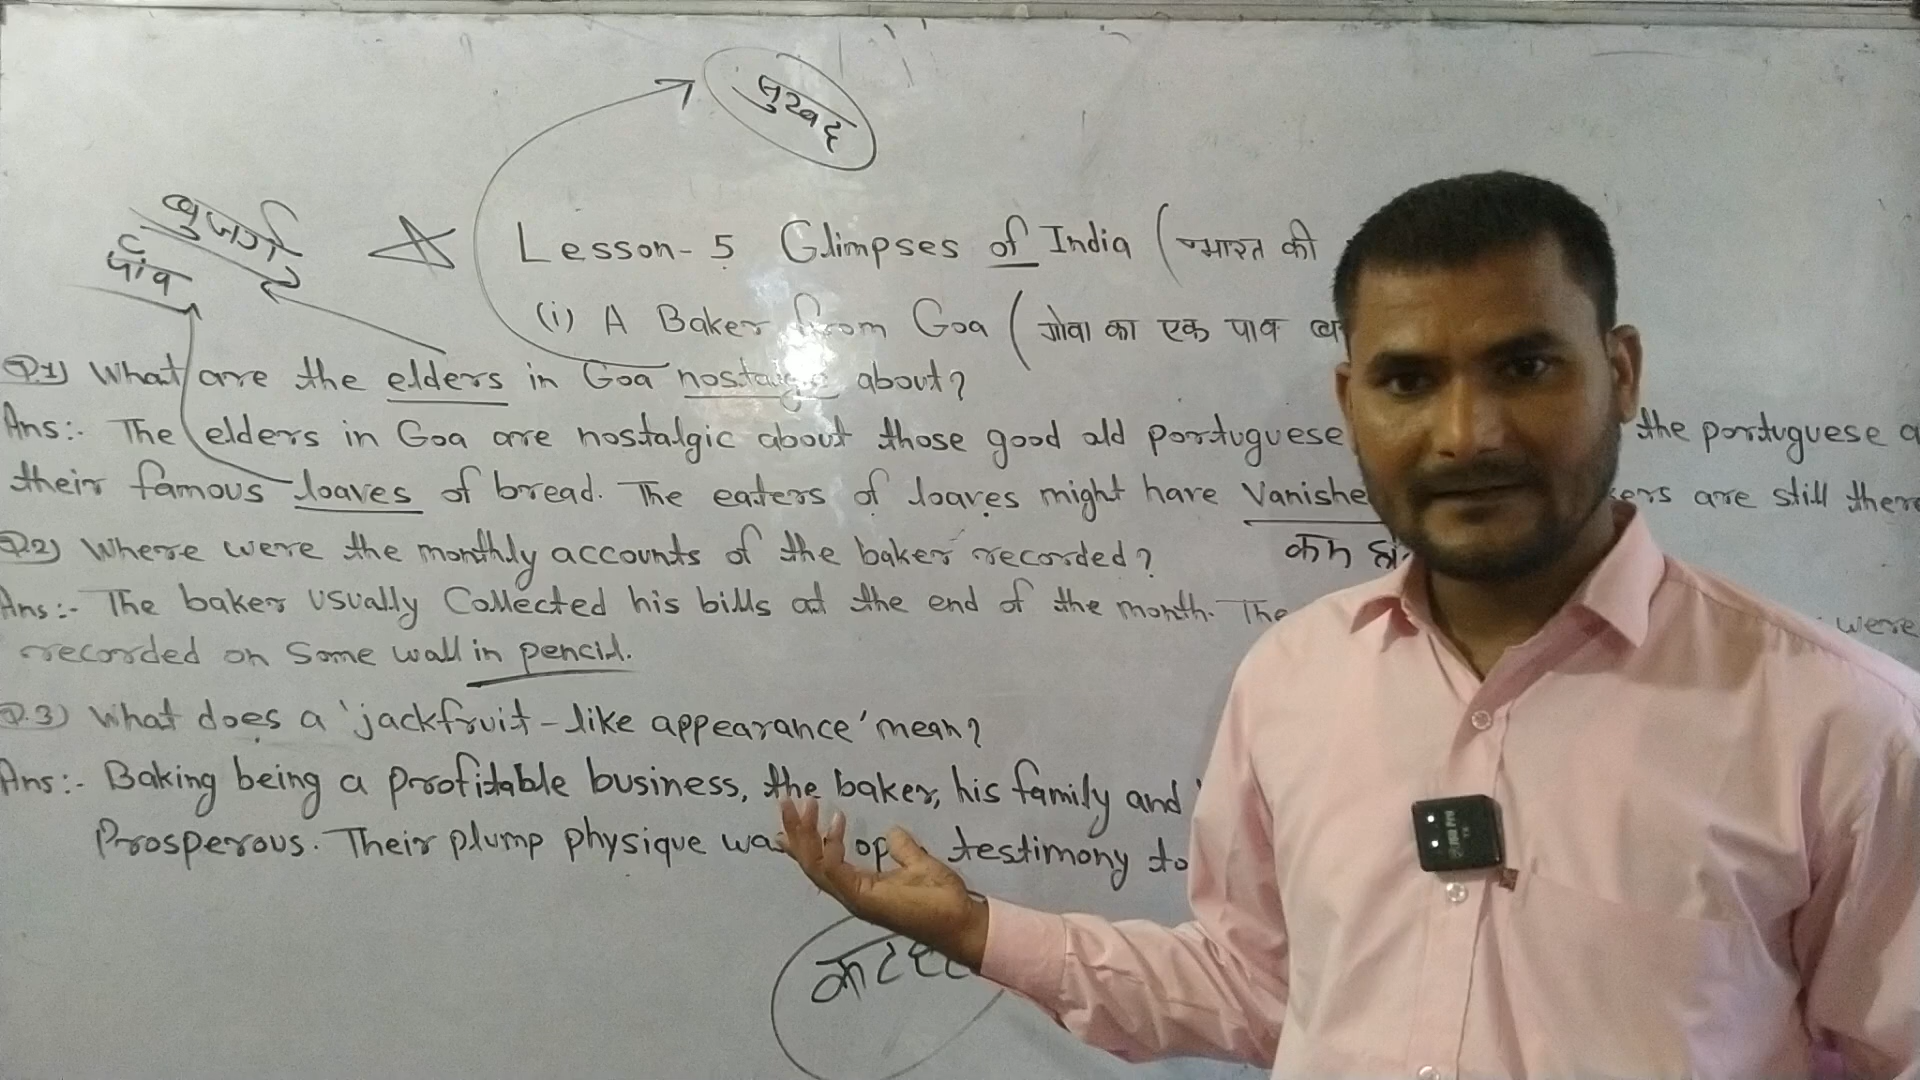 सुखद
बुजुर्ग
पांव
Lesson-5 Glimpses of India (भारत की
(i) A Baker from Goa (गोवा का एक पाव
Q.1) What are the elders in Goa nostalgic about?
Ans:- The elders in Goa are nostalgic about those good old portuguese the portuguese
their famous loaves of bread. The eaters of loaves might have Vanishe are still there
कम
Q.2) Where were the monthly accounts of the baker recorded?
Ans:- The baker usually Collected his bills at the end of the month. The were
recorded on Some wall in pencil.
Q.3) What does a 'jackfruit-like appearance' mean?
Ans:- Baking being a profitable business, the baker, his family and
Prosperous. Their plump physique was op testimony to